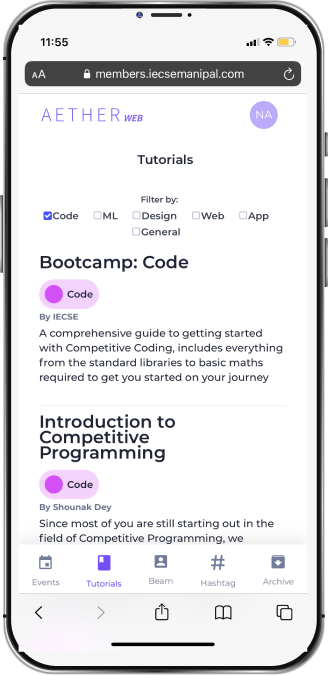 11:55
AA members.iecsemanipal.com
AETHER WEB
NA
Tutorials
Filter by:
Code ML Design Web App
General
Bootcamp: Code
Code
By IECSE
A comprehensive guide to getting started
with Competitive Coding, includes everything
from the standard libraries to basic maths
required to get you started on your journey
Introduction to
Competitive
Programming
Code
By Shounak Dey
Since most of you are still starting out in the
field of Competitive Programming, we
Events Tutorials Beam Hashtag Archive